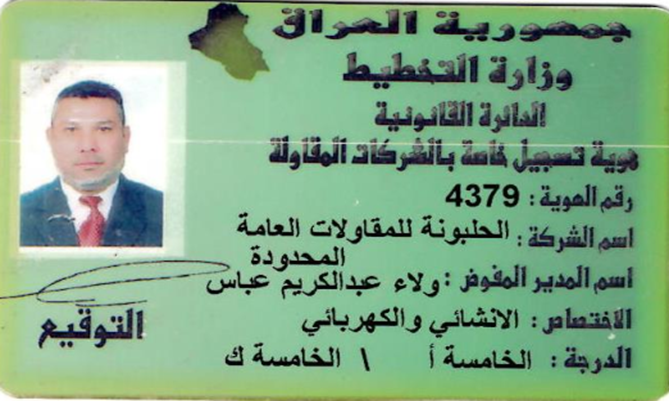 جمهورية العراق
وزارة التخطيط
الدائرة القانونية
هوية تسجيل خاصة بالشركات المقاولة
رقم الهوية : 4379
اسم الشركة : الحلبونة للمقاولات العامة
المحدودة
اسم المدير المفوض : ولاء عبدالكريم عباس
الاختصاص : الانشائي والكهربائي
الدرجة : الخامسة أ \ الخامسة ك
التوقيع